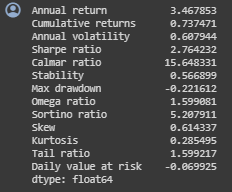 Annual return 3.467853
Cumulative returns 0.737471
Annual volatility 0.607944
Sharpe ratio 2.764232
Calmar ratio 15.648331
Stability 0.566899
Max drawdown -0.221612
Omega ratio 1.599081
Sortino ratio 5.207911
Skew 0.614337
Kurtosis 0.285495
Tail ratio 1.599217
Daily value at risk -0.069925
dtype: float64